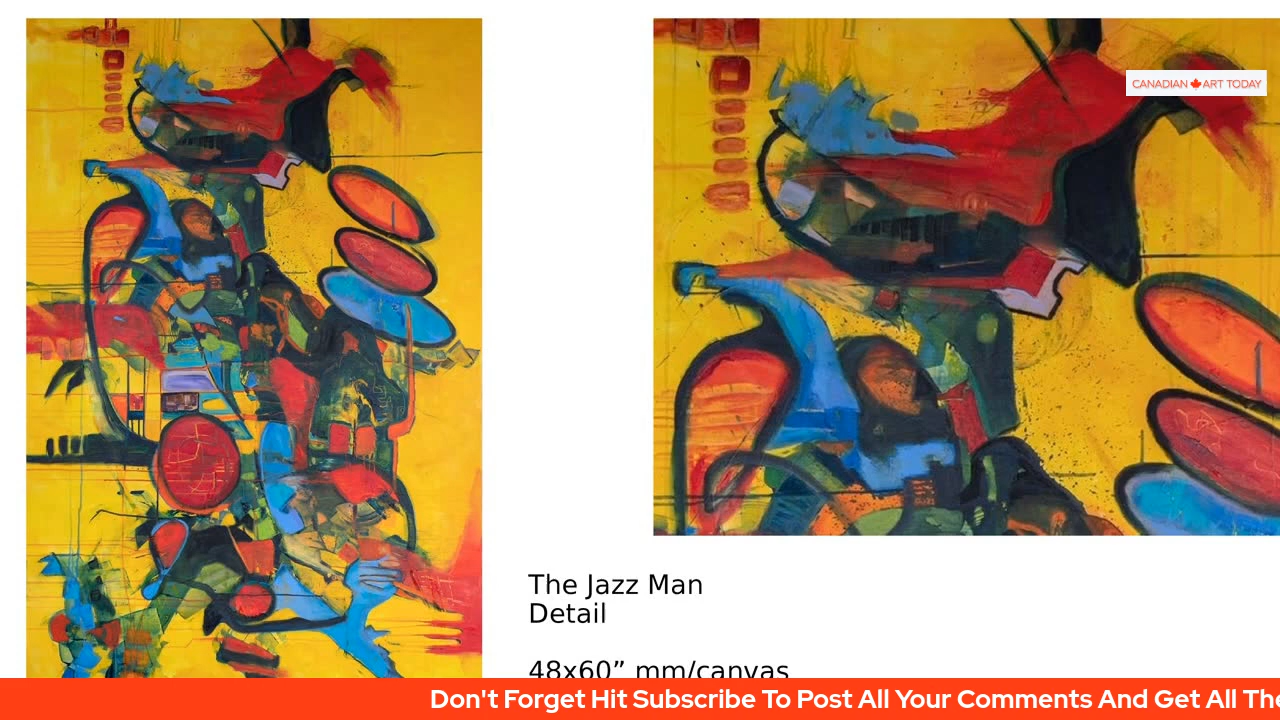 CANADIAN ART TODAY
The Jazz Man
Detail
48x60” mm/canvas
Don't Forget Hit Subscribe To Post All Your Comments And Get All The